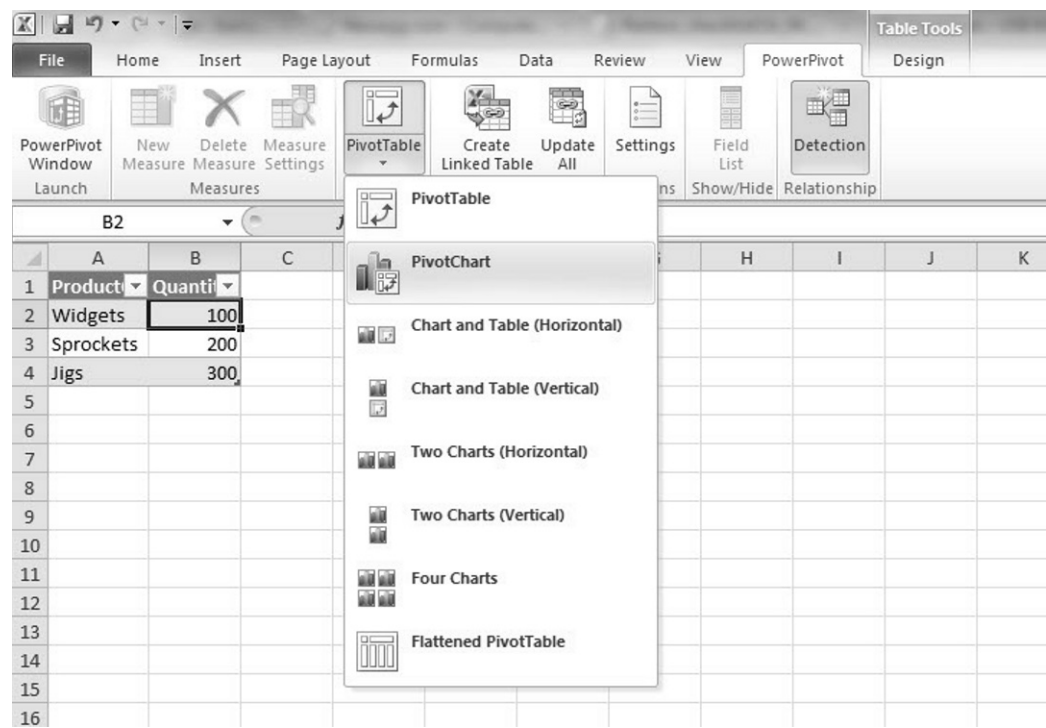 Table Tools
File Home Insert Page Layout Formulas Data Review View PowerPivot Design
PowerPivot Window
New Measure
Delete Measure
Measure Settings
PivotTable
Create Linked Table
Update All
Settings
Field List
Detection
Launch Measures ns Show/Hide Relationship
B2
A B C H I J K
1 Product Quanti
2 Widgets 100
3 Sprockets 200
4 Jigs 300
5
6
7
8
9
10
11
12
13
14
15
16
PivotTable
PivotChart
Chart and Table (Horizontal)
Chart and Table (Vertical)
Two Charts (Horizontal)
Two Charts (Vertical)
Four Charts
Flattened PivotTable